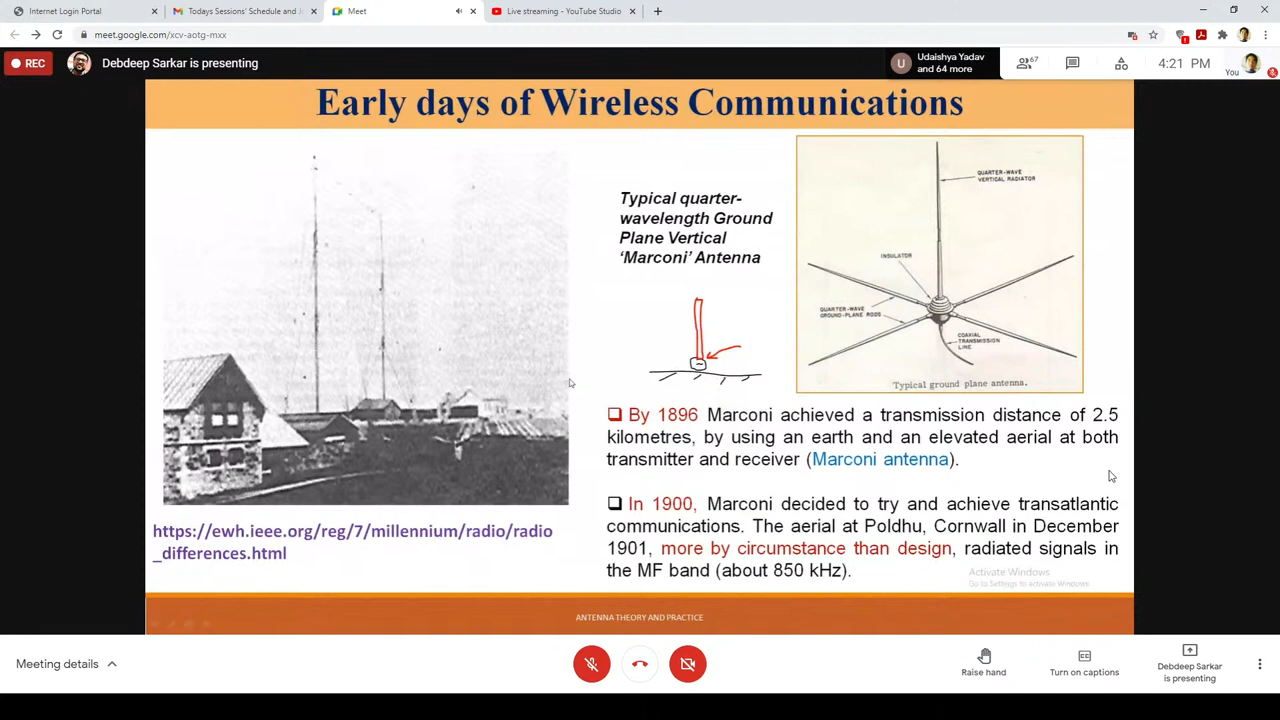 Internet Login Portal
Todays Sessions' Schedule and Jo
Meet
Live streaming - YouTube Studio
meet.google.com/xcv-aotg-mxx
REC
Debdeep Sarkar is presenting
U
Udaishya Yadav
and 64 more
67
4:21 PM
You
Early days of Wireless Communications
Typical quarter-
wavelength Ground
Plane Vertical
‘Marconi’ Antenna
QUARTER-WAVE
VERTICAL RADIATOR
INSULATOR
QUARTER-WAVE
GROUND-PLANE RODS
COAXIAL
TRANSMISSION
LINE
Typical ground plane antenna.
By 1896 Marconi achieved a transmission distance of 2.5
kilometres, by using an earth and an elevated aerial at both
transmitter and receiver (Marconi antenna).
In 1900, Marconi decided to try and achieve transatlantic
communications. The aerial at Poldhu, Cornwall in December
1901, more by circumstance than design, radiated signals in
the MF band (about 850 kHz).
https://ewh.ieee.org/reg/7/millennium/radio/radio
_differences.html
Activate Windows
Go to Settings to activate Windows
ANTENNA THEORY AND PRACTICE
Meeting details
Raise hand
Turn on captions
Debdeep Sarkar
is presenting